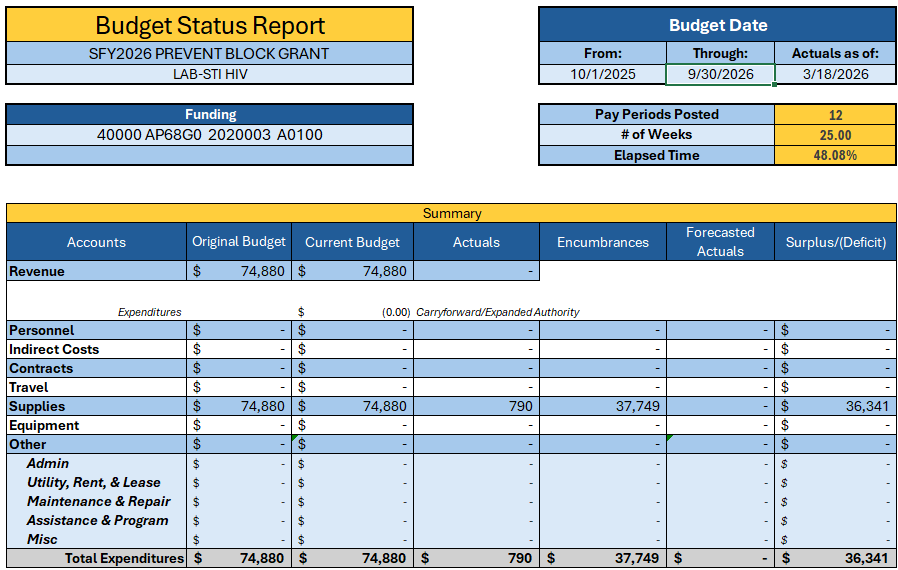 Budget Status Report
SFY2026 PREVENT BLOCK GRANT
LAB-STI HIV
Budget Date
From: Through: Actuals as of:
10/1/2025 9/30/2026 3/18/2026
Funding
40000 AP68G0 2020003 A0100
Pay Periods Posted 12
# of Weeks 25.00
Elapsed Time 48.08%
Summary
Accounts Original Budget Current Budget Actuals Encumbrances Forecasted Actuals Surplus/(Deficit)
Revenue $ 74,880 $ 74,880 -
Expenditures $ (0.00) Carryforward/Expanded Authority
Personnel $ - $ - - - - $ -
Indirect Costs $ - $ - - - - $ -
Contracts $ - $ - - - - $ -
Travel $ - $ - - - - $ -
Supplies $ 74,880 $ 74,880 790 37,749 - $ 36,341
Equipment $ - $ - - - - $ -
Other $ - $ - - - - $ -
Admin $ - $ - - - - $ -
Utility, Rent, & Lease $ - $ - - - - $ -
Maintenance & Repair $ - $ - - - - $ -
Assistance & Program $ - $ - - - - $ -
Misc $ - $ - - - - $ -
Total Expenditures $ 74,880 $ 74,880 $ 790 $ 37,749 $ - $ 36,341